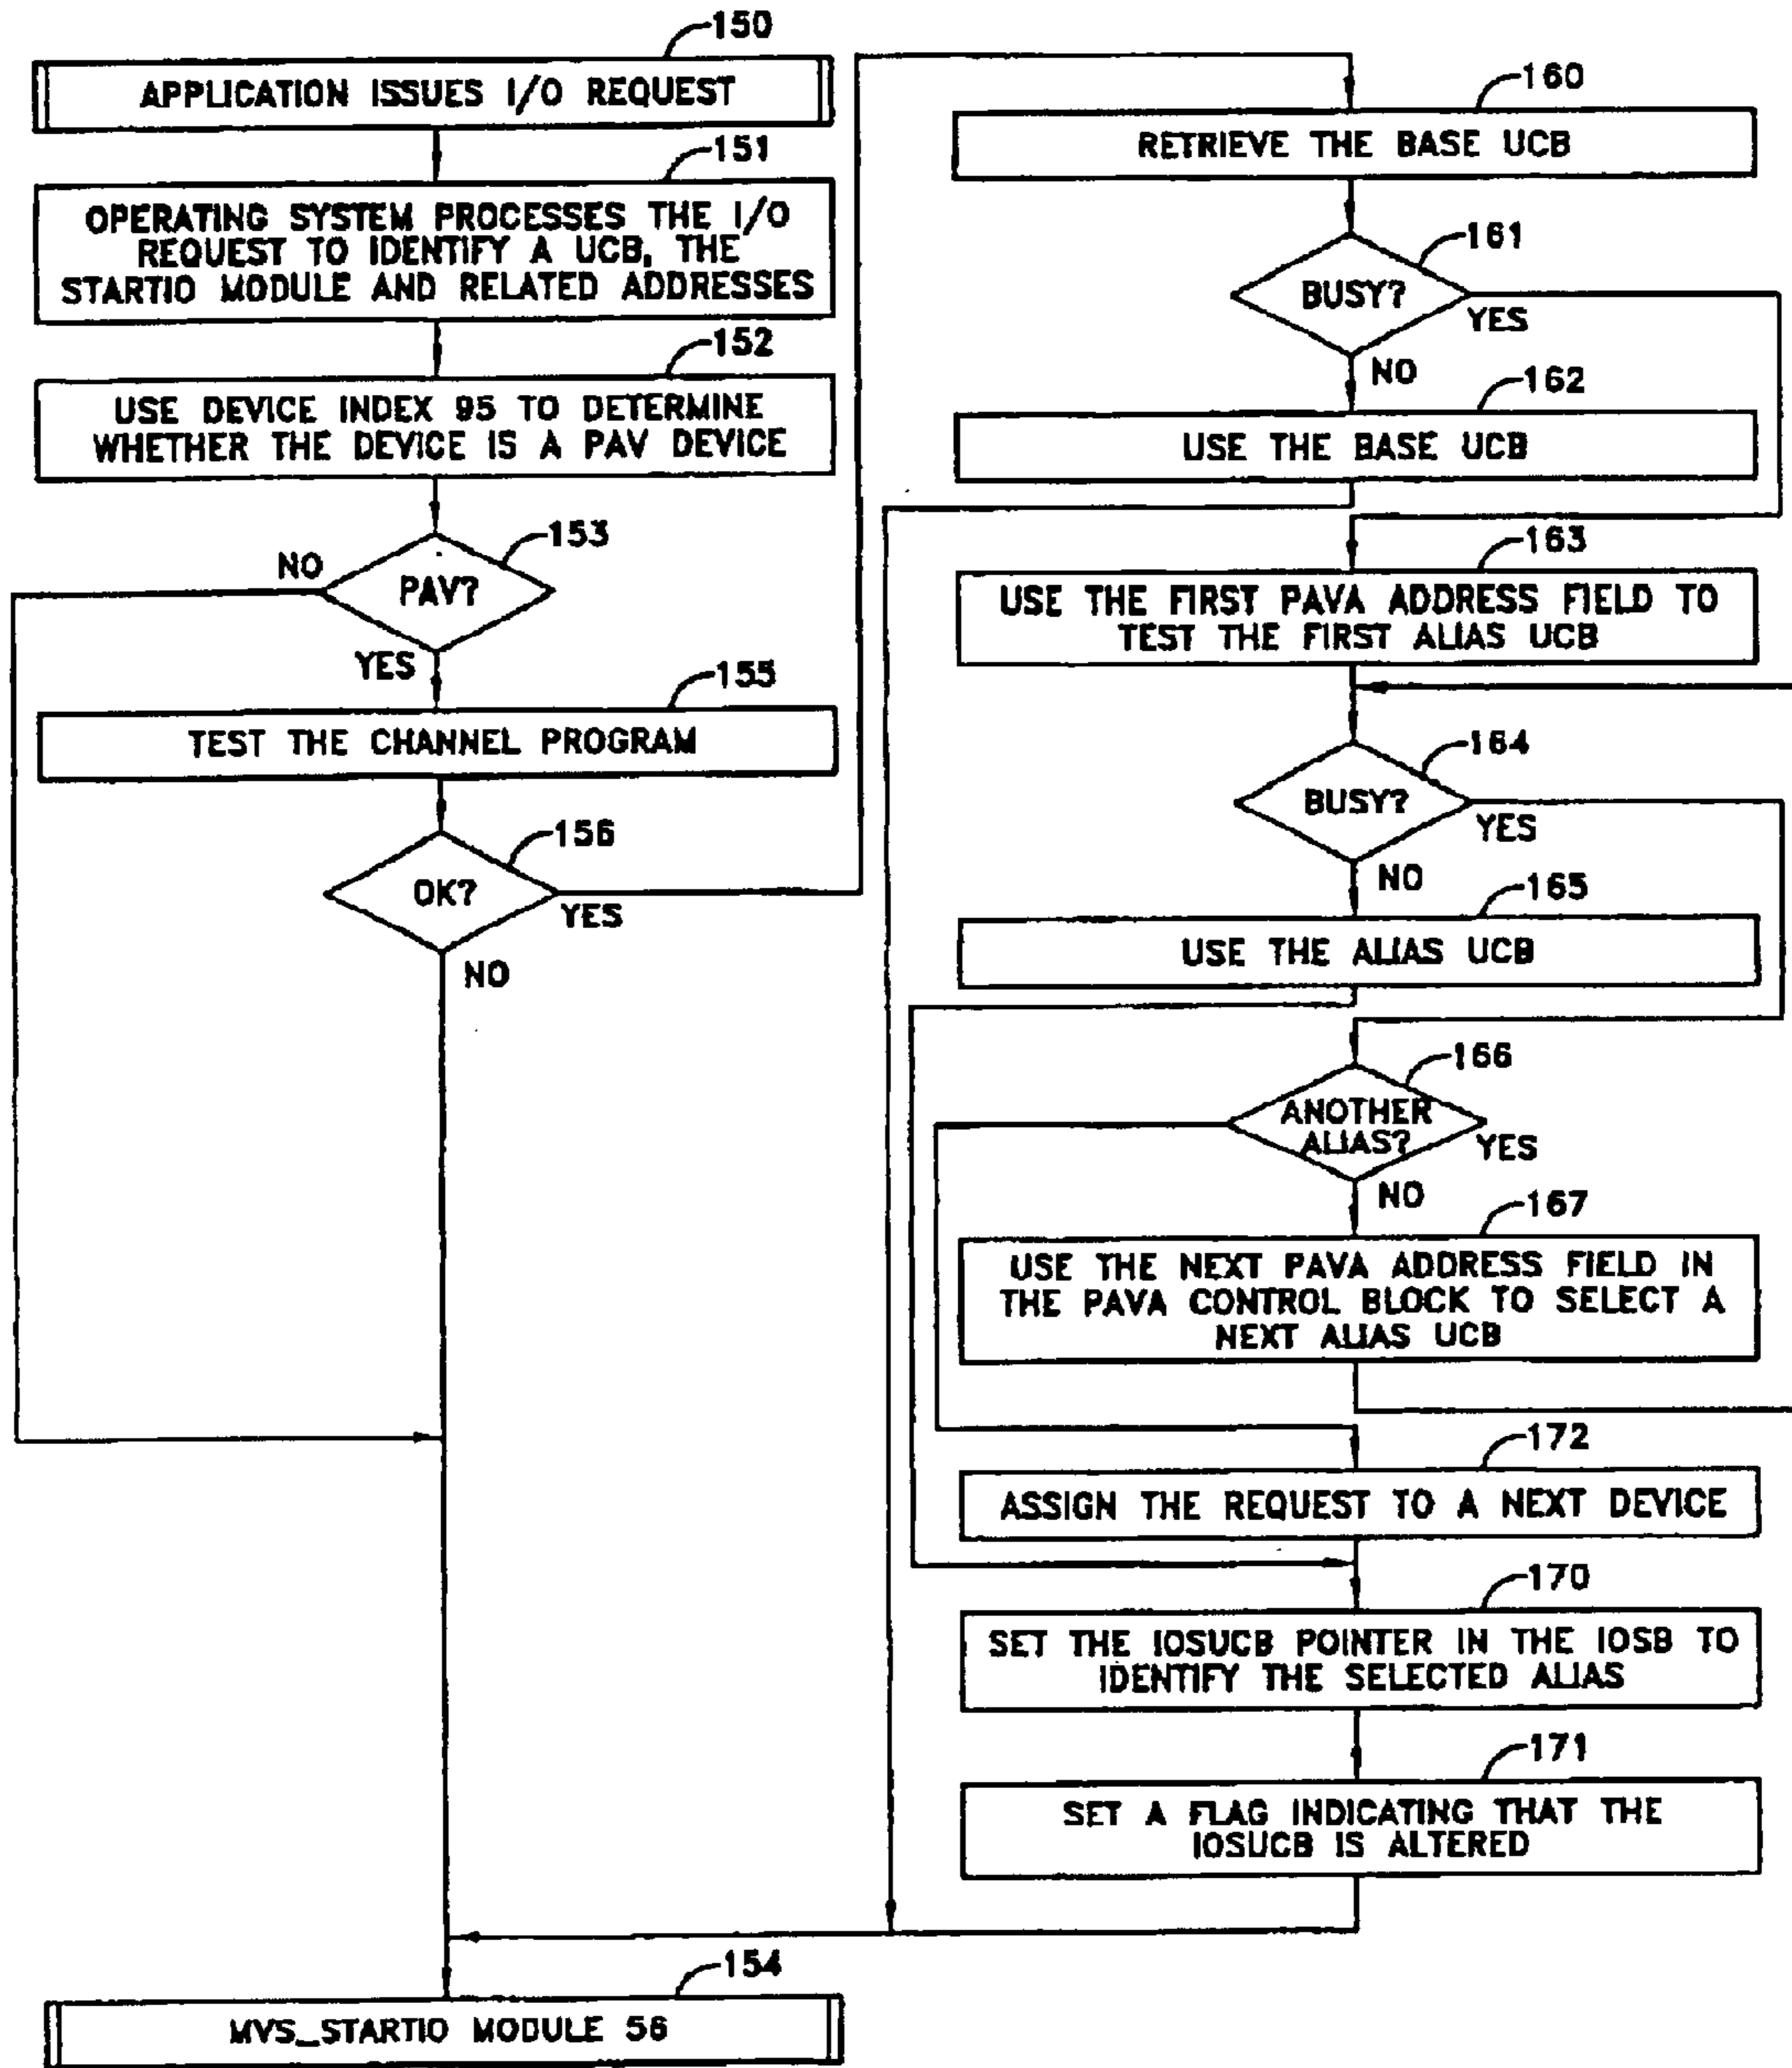 150
APPLICATION ISSUES I/O REQUEST
151
OPERATING SYSTEM PROCESSES THE I/O
REQUEST TO IDENTIFY A UCB, THE
STARTIO MODULE AND RELATED ADDRESSES
152
USE DEVICE INDEX 95 TO DETERMINE
WHETHER THE DEVICE IS A PAV DEVICE
153
NO
PAV?
YES
155
TEST THE CHANNEL PROGRAM
156
OK?
YES
NO
160
RETRIEVE THE BASE UCB
161
BUSY?
YES
NO
162
USE THE BASE UCB
163
USE THE FIRST PAVA ADDRESS FIELD TO
TEST THE FIRST ALIAS UCB
164
BUSY?
YES
NO
165
USE THE ALIAS UCB
166
ANOTHER
ALIAS?
YES
NO
167
USE THE NEXT PAVA ADDRESS FIELD IN
THE PAVA CONTROL BLOCK TO SELECT A
NEXT ALIAS UCB
172
ASSIGN THE REQUEST TO A NEXT DEVICE
170
SET THE IOSUCB POINTER IN THE IOSB TO
IDENTIFY THE SELECTED ALIAS
171
SET A FLAG INDICATING THAT THE
IOSUCB IS ALTERED
154
MVS_STARTIO MODULE 56